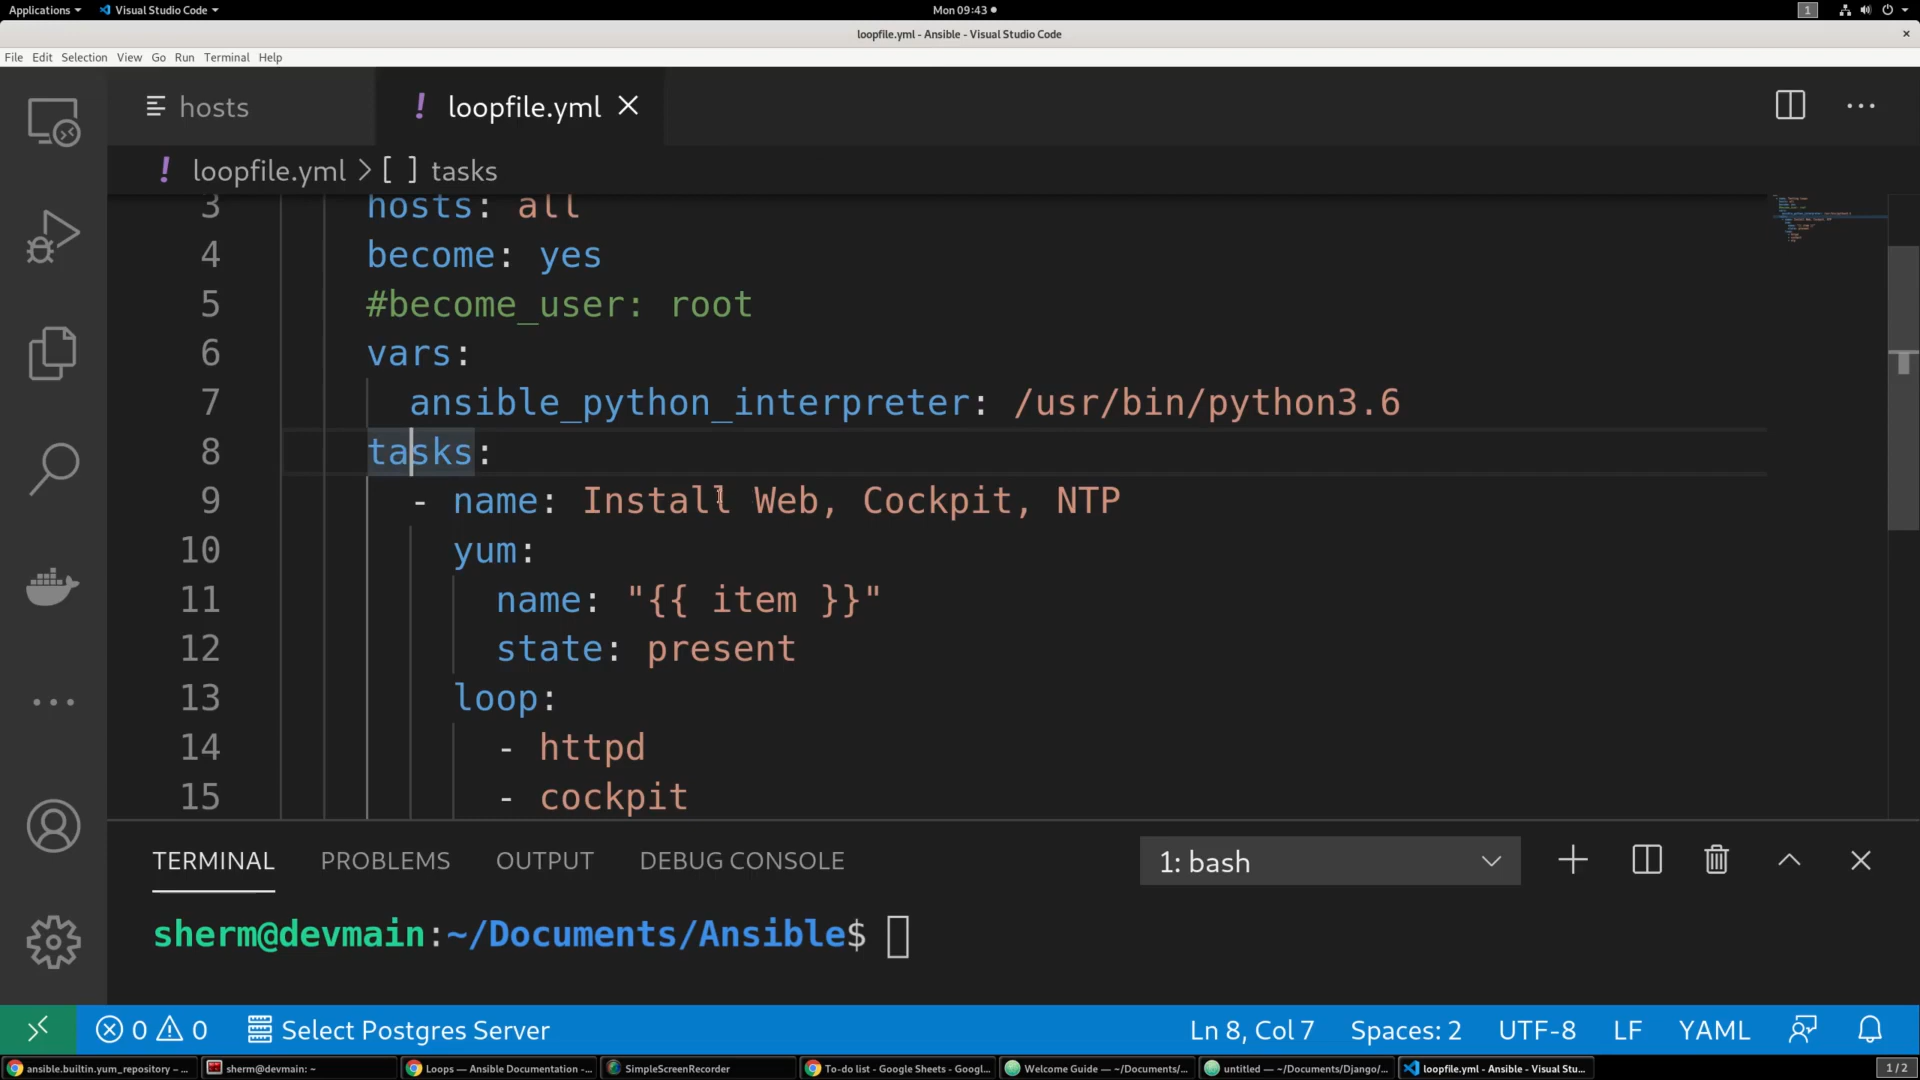 Applications Visual Studio Code Mon 09:43 1
loopfile.yml - Ansible - Visual Studio Code
File Edit Selection View Go Run Terminal Help
hosts ! loopfile.yml
! loopfile.yml > [ ] tasks
3 hosts: all
4 become: yes
5 #become_user: root
6 vars:
7 ansible_python_interpreter: /usr/bin/python3.6
8 tasks:
9 - name: Install Web, Cockpit, NTP
10 yum:
11 name: "{{ item }}"
12 state: present
13 loop:
14 - httpd
15 - cockpit
TERMINAL PROBLEMS OUTPUT DEBUG CONSOLE 1: bash
sherm@devmain:~/Documents/Ansible$
0 0 Select Postgres Server Ln 8, Col 7 Spaces: 2 UTF-8 LF YAML
ansible.builtin.yum_repository – ... sherm@devmain: ~ Loops — Ansible Documentation -... SimpleScreenRecorder To-do list - Google Sheets - Googl... Welcome Guide — ~/Documents/... untitled — ~/Documents/Django/... loopfile.yml - Ansible - Visual Stu... 1 / 2